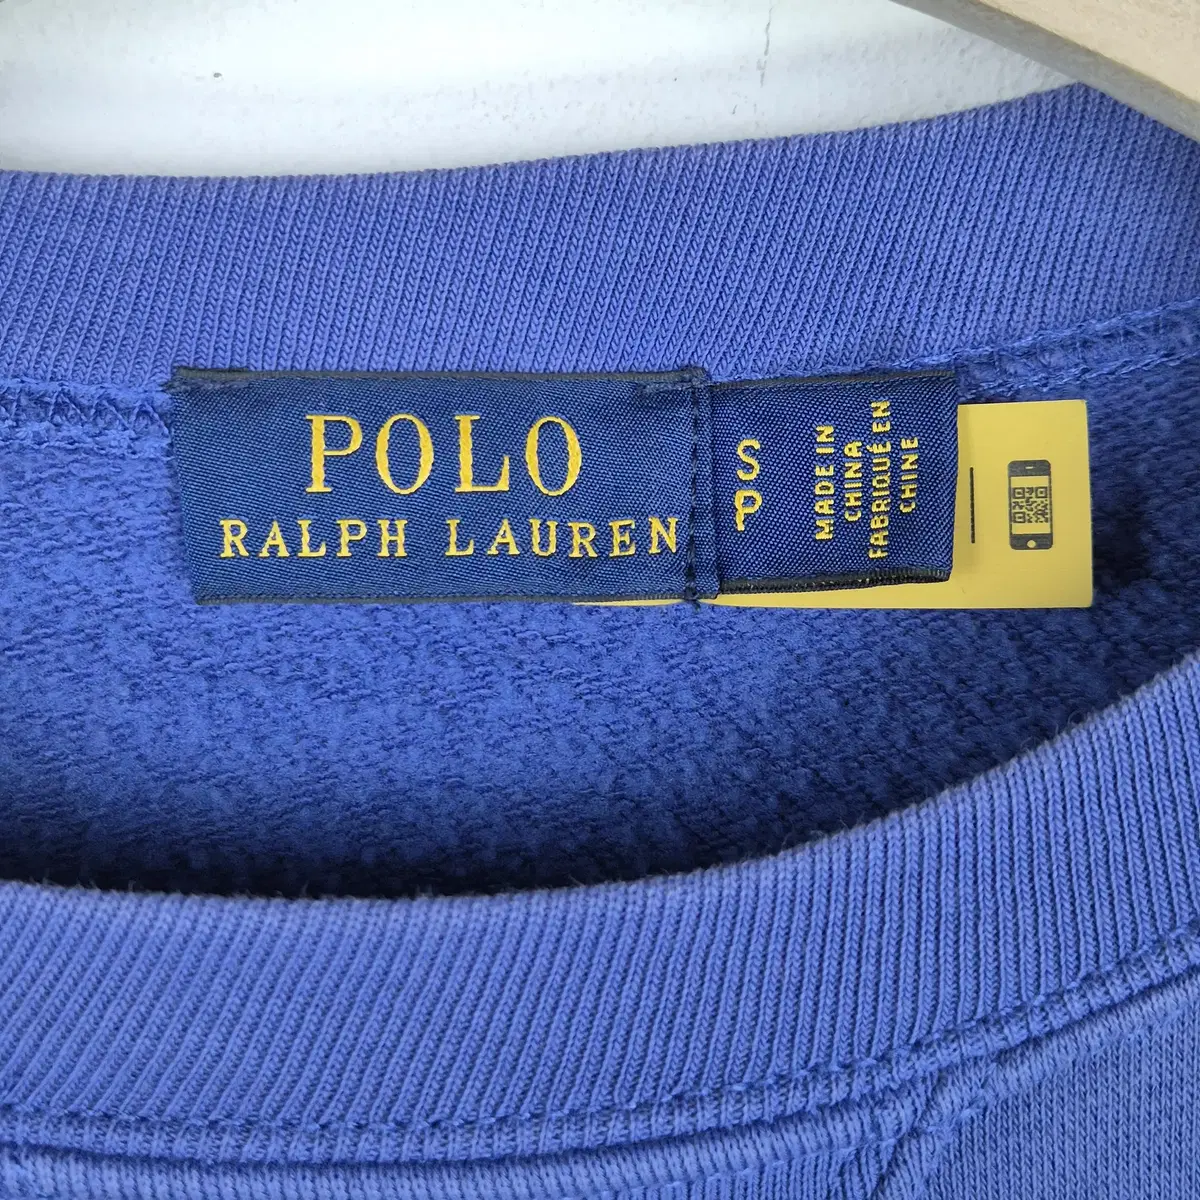 POLO
RALPH LAUREN
S
P
MADE IN
CHINA
FABRIQUÉ EN
CHINE